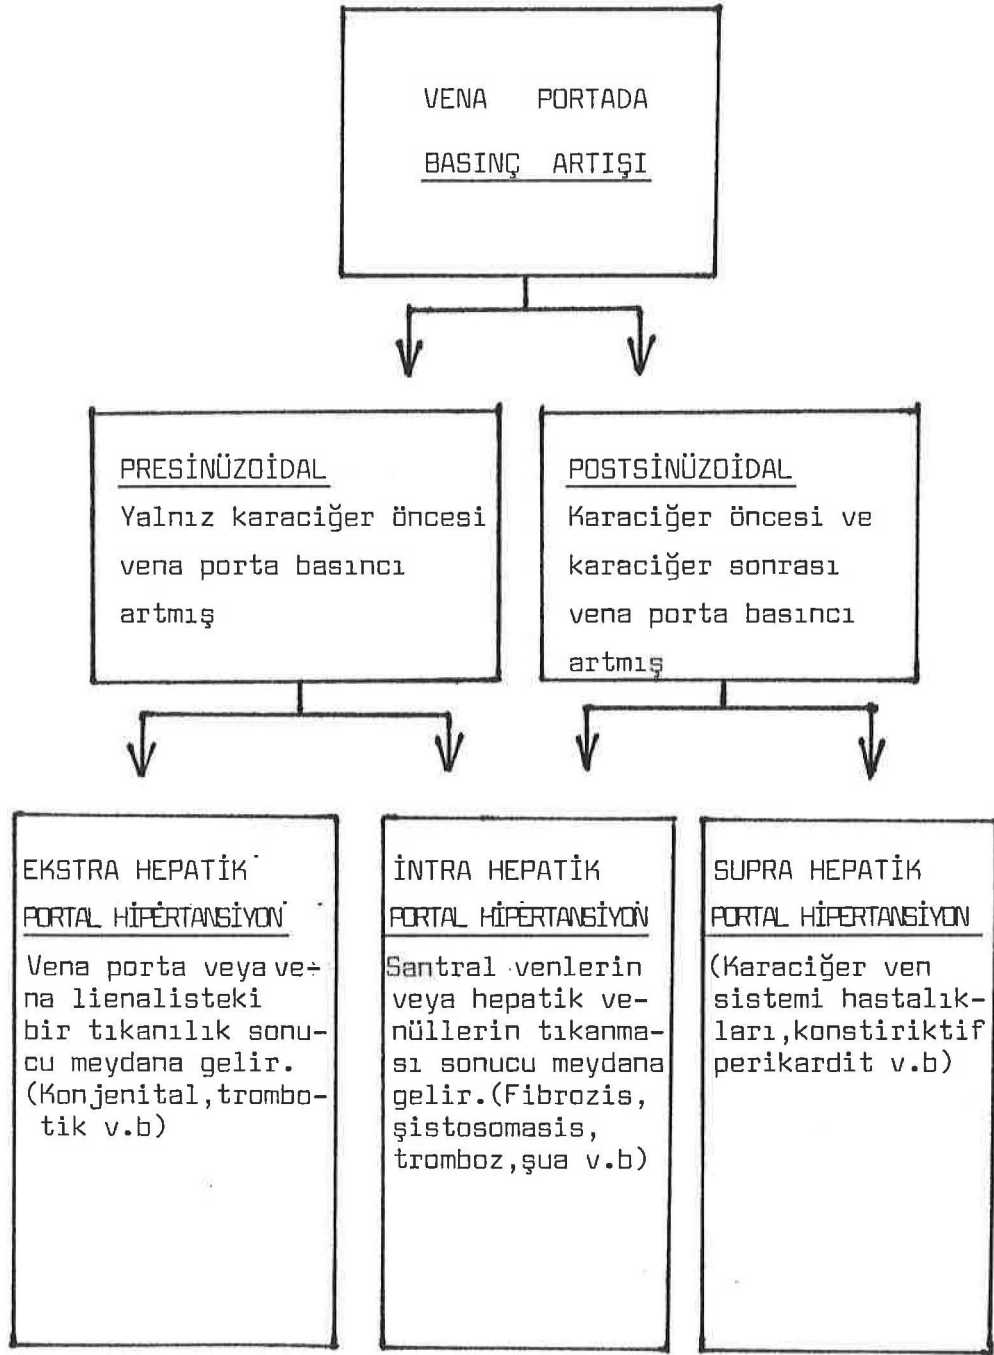 VENA PORTADA
BASINÇ ARTIŞI
PRESİNÜZOİDAL
Yalnız karaciğer öncesi
vena porta basıncı
artmış
POSTSİNÜZOİDAL
Karaciğer öncesi ve
karaciğer sonrası
vena porta basıncı
artmış
EKSTRA HEPATİK
PORTAL HİPERTANSİYON
Vena porta veya ve-
na lienalisteki
bir tıkanılık sonu-
cu meydana gelir.
(Konjenital,trombo-
tik v.b)
İNTRA HEPATİK
PORTAL HİPERTANSİYON
Santral venlerin
veya hepatik ve-
nüllerin tıkanma-
sı sonucu meydana
gelir.(Fibrozis,
şistosomasis,
tromboz,şua v.b)
SUPRA HEPATİK
PORTAL HİPERTANSİYON
(Karaciğer ven
sistemi hastalık-
ları,konstiriktif
perikardit v.b)